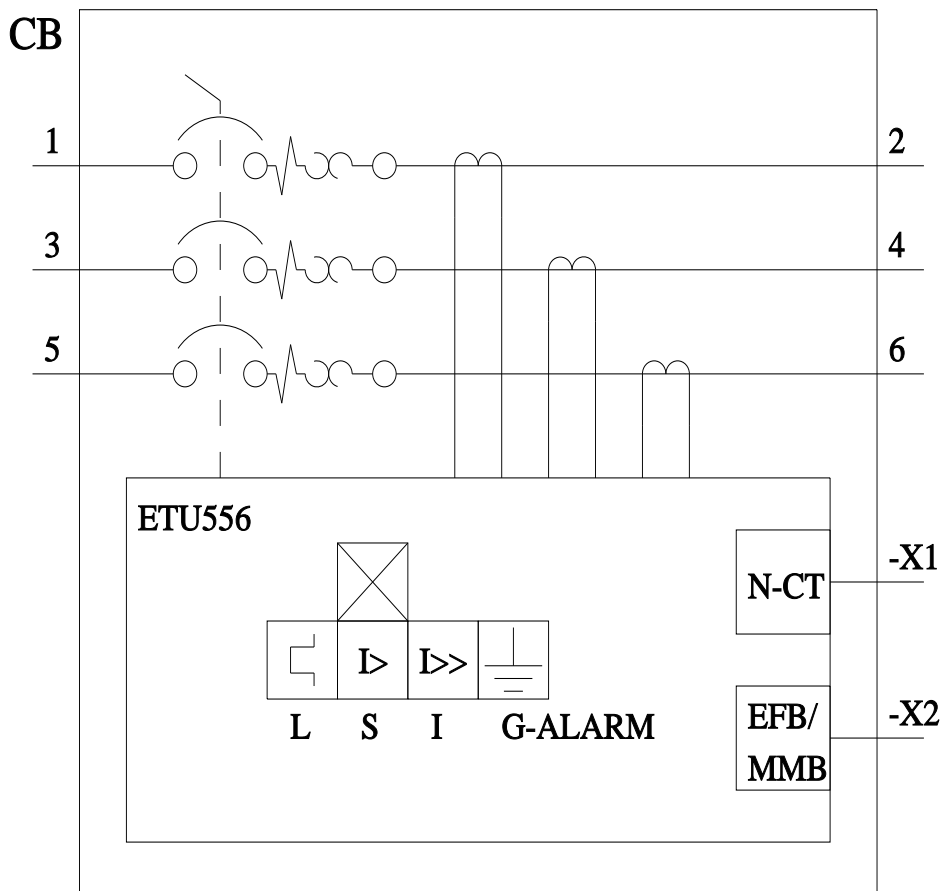 CB
1
2
3
4
5
6
ETU556
N-CT
-X1
I>
I>>
L
S
I
G-ALARM
EFB/
MMB
-X2